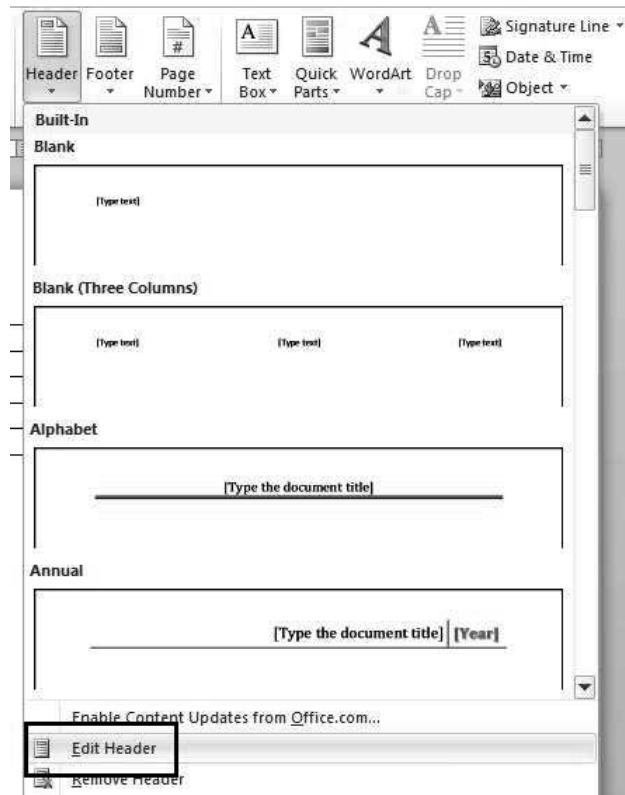 Header Footer Page Number
Text Box Quick Parts WordArt Drop Cap
Signature Line
Date & Time
Object
Built-In
Blank
[Type text]
Blank (Three Columns)
[Type text] [Type text] [Type text]
Alphabet
[Type the document title]
Annual
[Type the document title] [Year]
Enable Content Updates from Office.com...
Edit Header
Remove Header